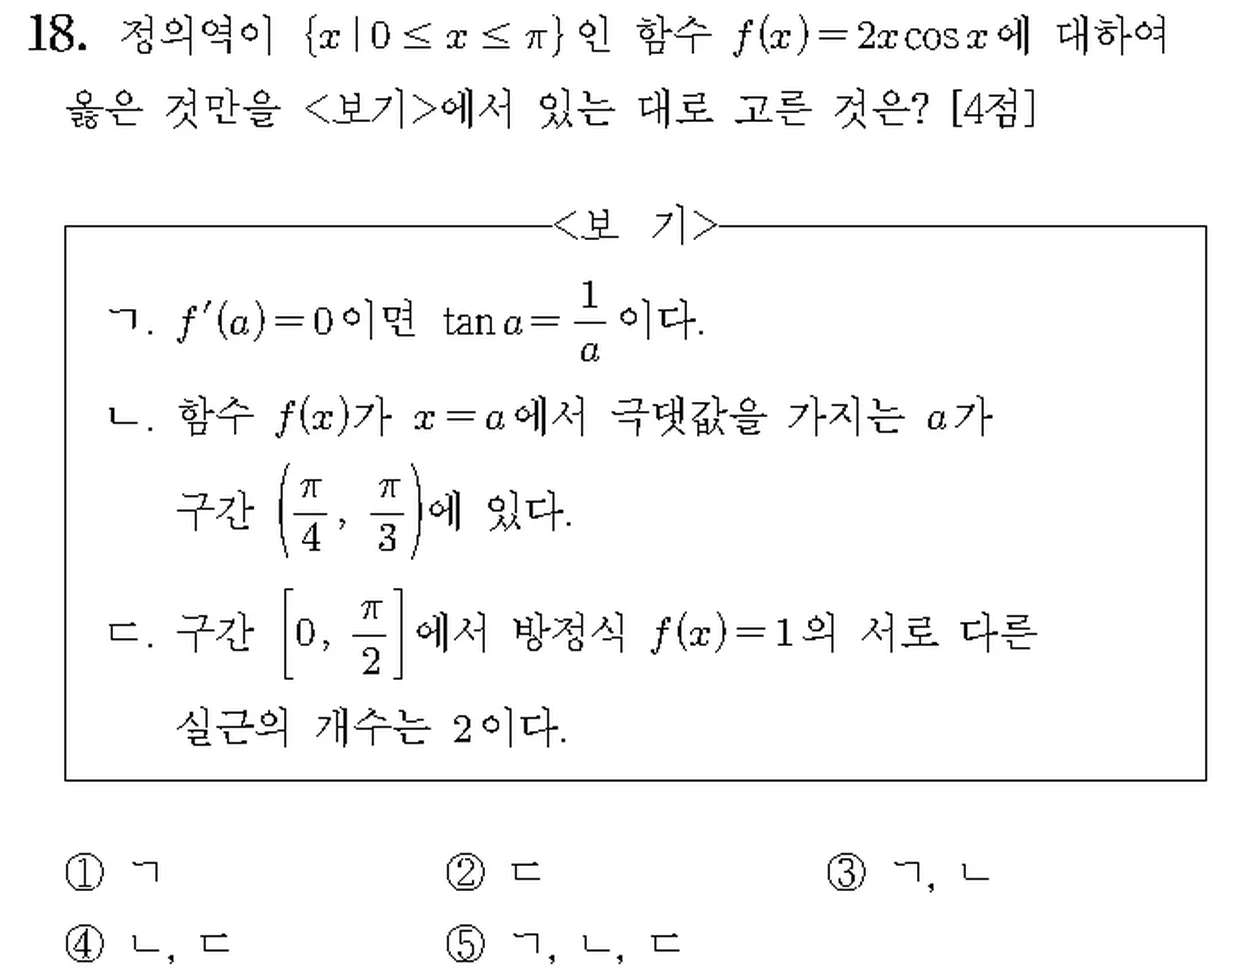 18. 정의역이 {x | 0 ≤ x ≤ π}인 함수 f(x)=2x cos x에 대하여
옳은 것만을 <보기>에서 있는 대로 고른 것은? [4점]
<보 기>
ㄱ. f′(a)=0이면 tan a=1/a이다.
ㄴ. 함수 f(x)가 x=a에서 극댓값을 가지는 a가
구간 (π/4, π/3)에 있다.
ㄷ. 구간 [0, π/2]에서 방정식 f(x)=1의 서로 다른
실근의 개수는 2이다.
① ㄱ ② ㄷ ③ ㄱ, ㄴ
④ ㄴ, ㄷ ⑤ ㄱ, ㄴ, ㄷ